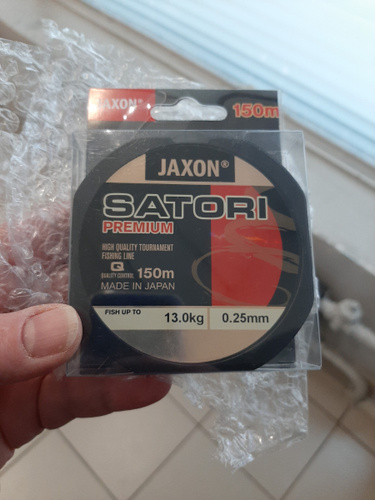 JAXON® 150m
JAXON®
SATORI
PREMIUM
HIGH QUALITY TOURNAMENT
FISHING LINE
Q QUALITY CONTROL 150m
MADE IN JAPAN
FISH UP TO 13.0kg 0.25mm